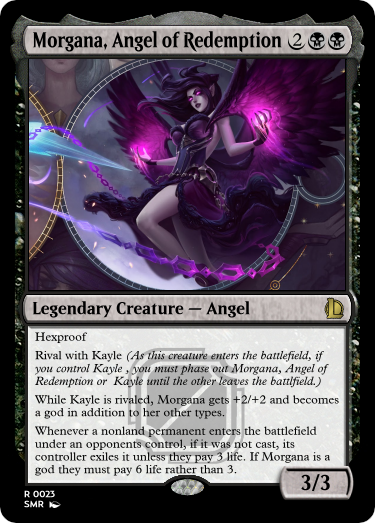 Morgana, Angel of Redemption 2
Legendary Creature — Angel
Hexproof
Rival with Kayle (As this creature enters the battlefield, if
you control Kayle , you must phase out Morgana, Angel of
Redemption or  Kayle until the other leaves the battlfield.)
While Kayle is rivaled, Morgana gets +2/+2 and becomes
a god in addition to her other types.
Whenever a nonland permanent enters the battlefield
under an opponents control, if it was not cast, its
controller exiles it unless they pay 3 life. If Morgana is a
god they must pay 6 life rather than 3.
3/3
R 0023
SMR